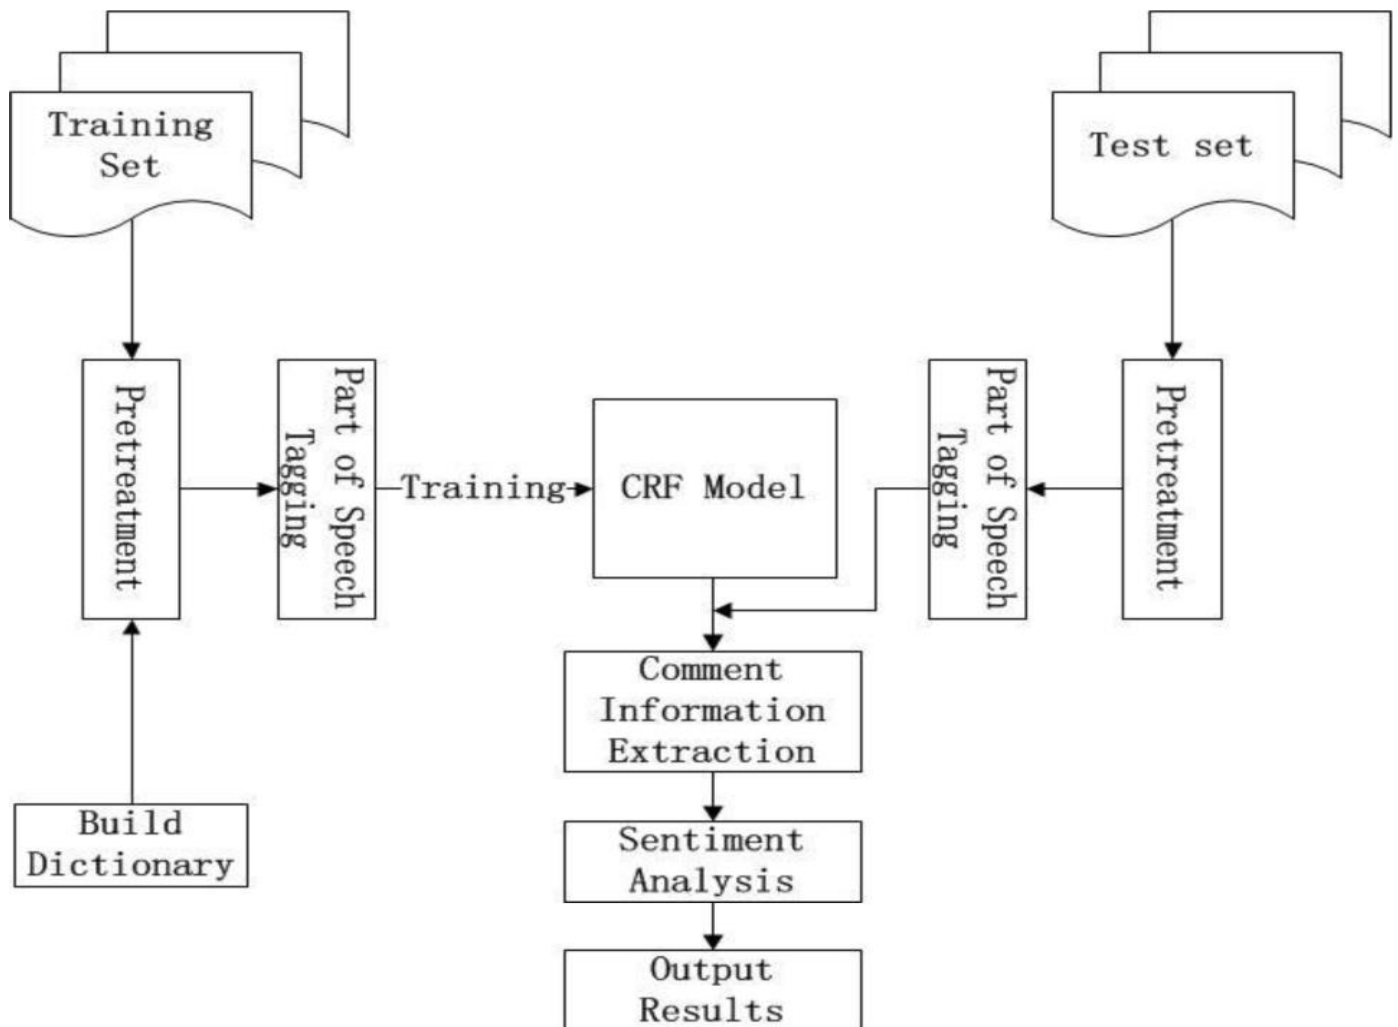 Training
Set
Test set
Pretreatment
Part of Speech
Tagging
Training
CRF Model
Part of Speech
Tagging
Pretreatment
Comment
Information
Extraction
Build
Dictionary
Sentiment
Analysis
Output
Results